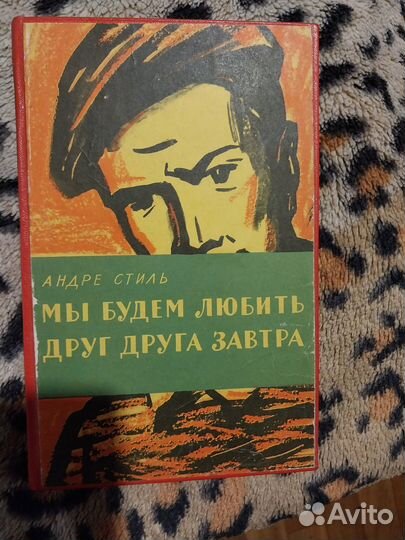 АНДРЕ СТИЛЬ
МЫ БУДЕМ ЛЮБИТЬ
ДРУГ ДРУГА ЗАВТРА
Avito